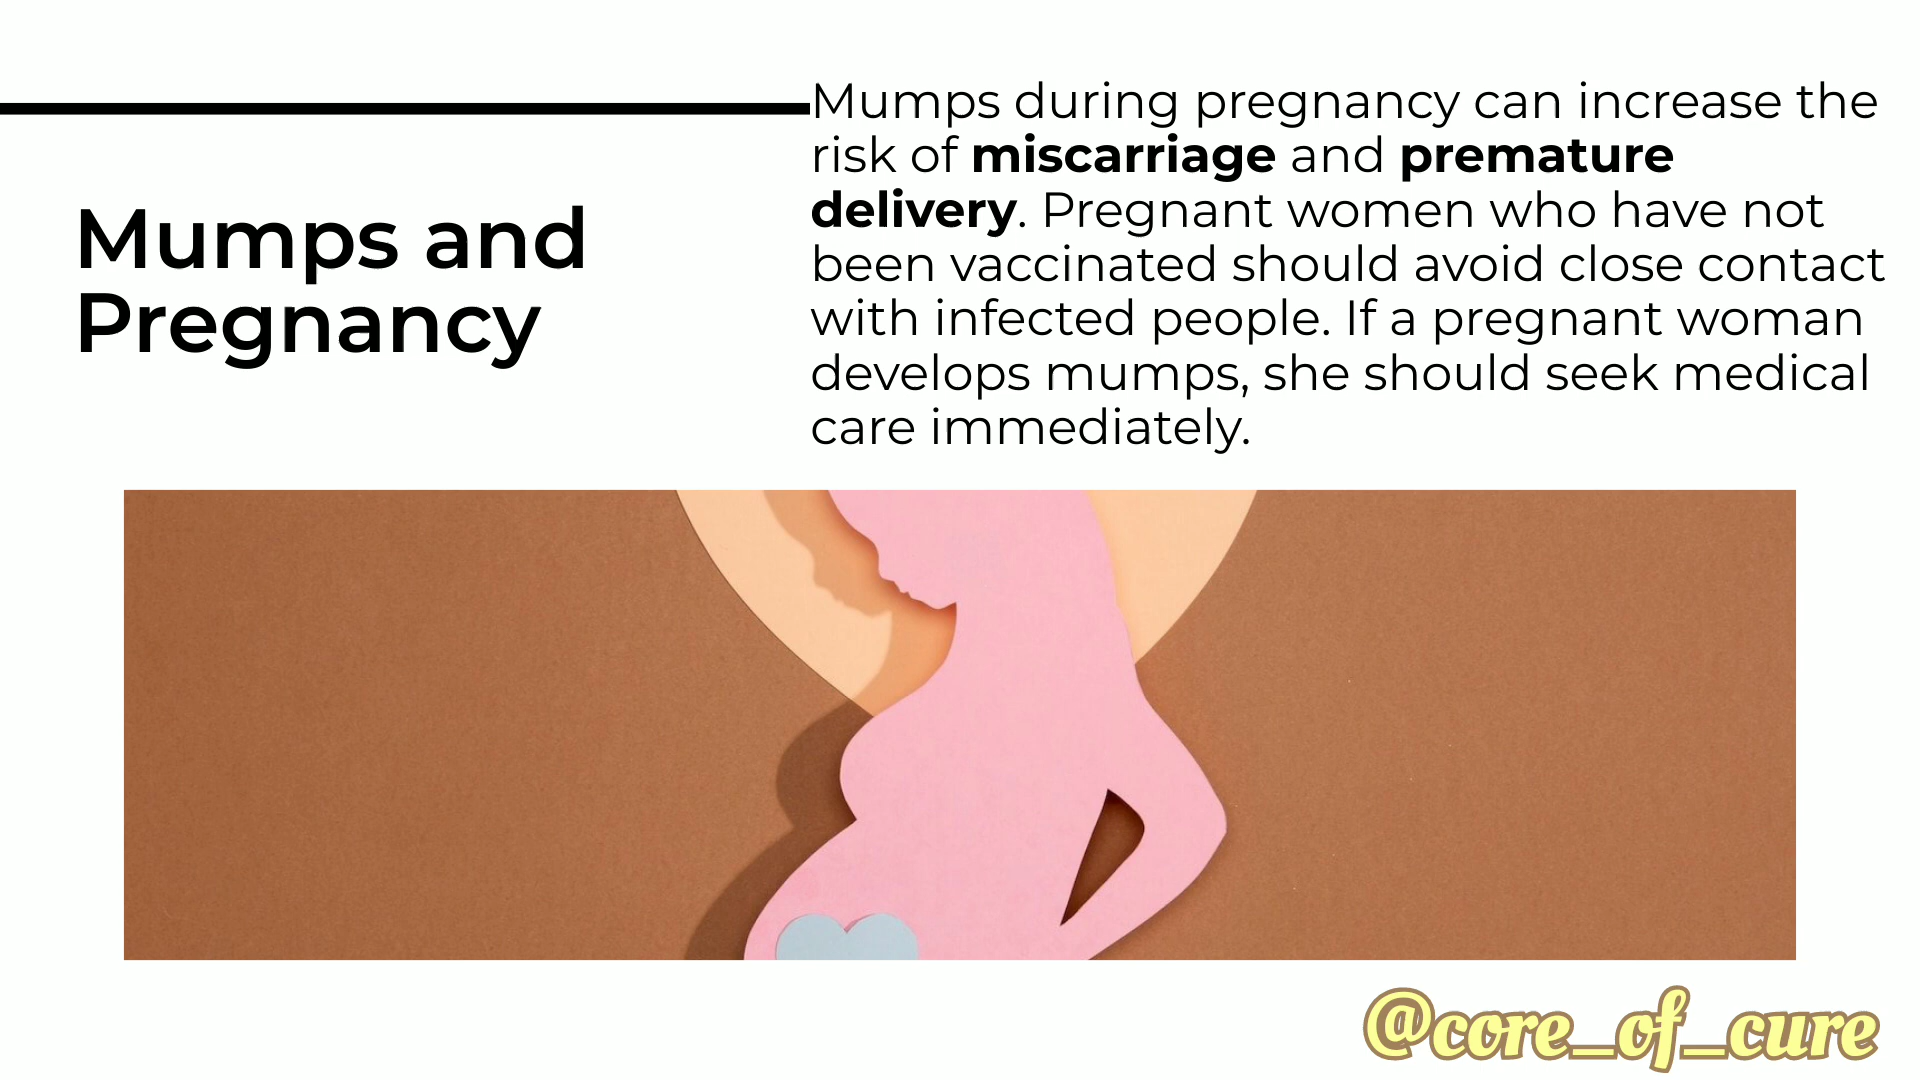 Mumps and
Pregnancy
Mumps during pregnancy can increase the
risk of miscarriage and premature
delivery. Pregnant women who have not
been vaccinated should avoid close contact
with infected people. If a pregnant woman
develops mumps, she should seek medical
care immediately.
@core_of_cure